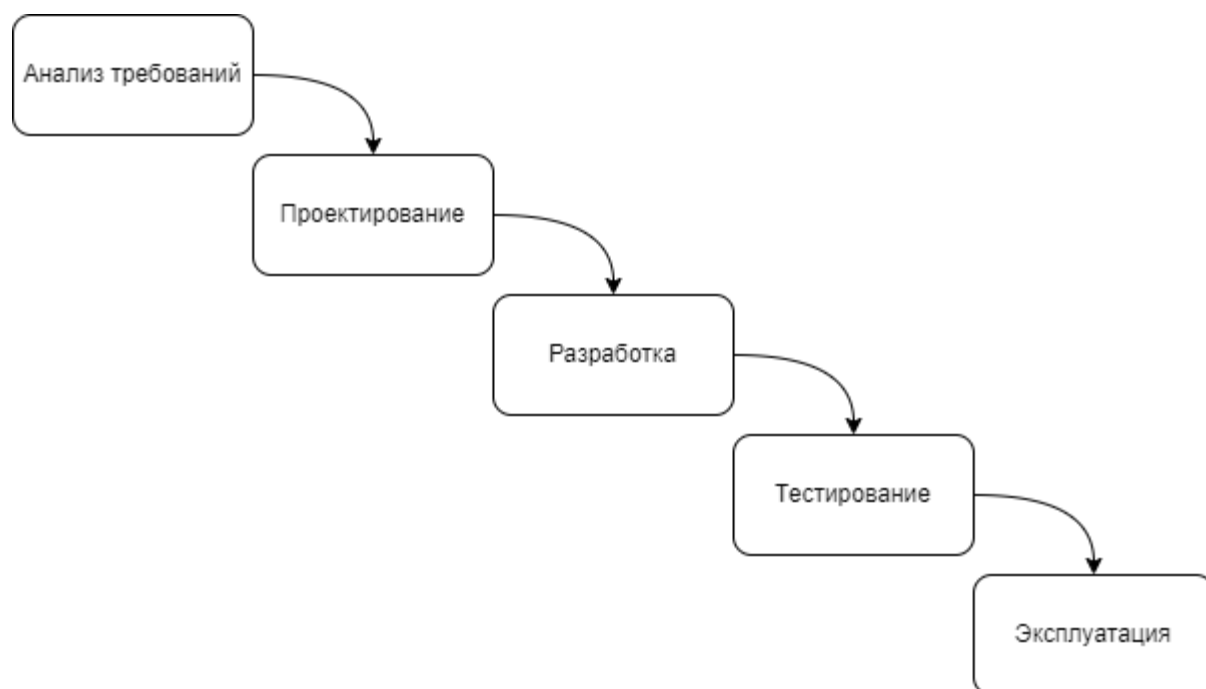 Анализ требований
Проектирование
Разработка
Тестирование
Эксплуатация